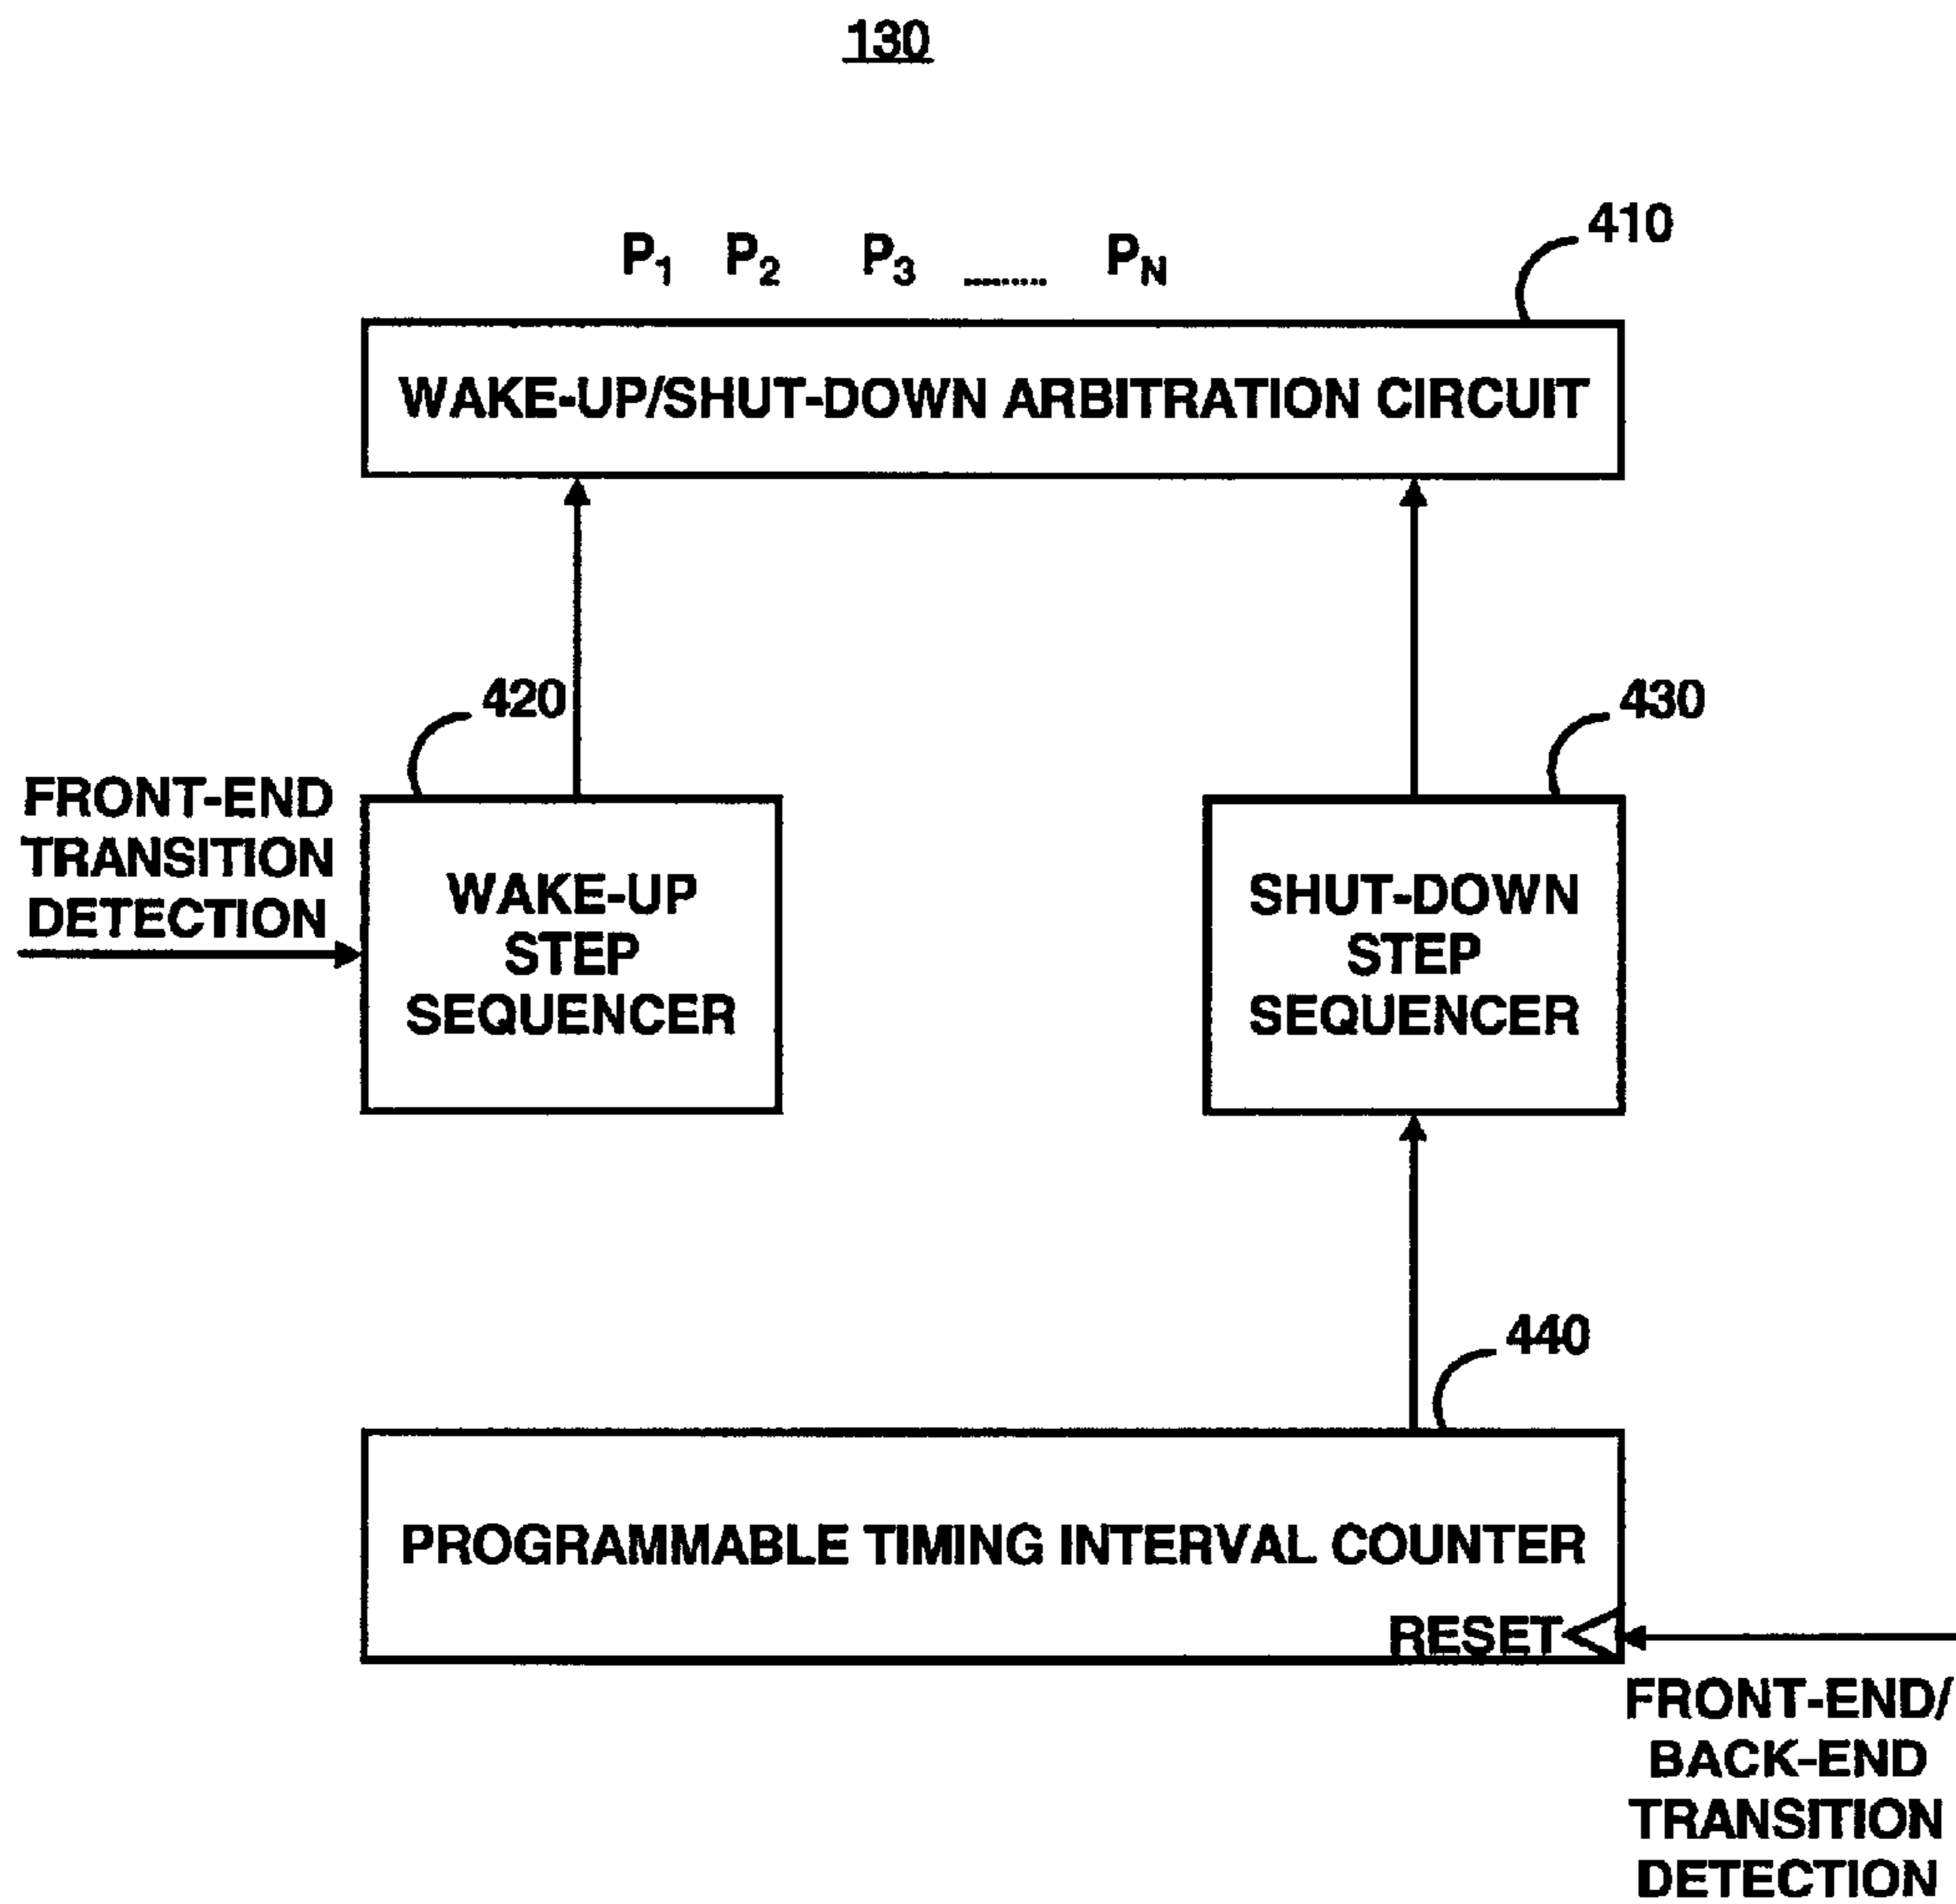 130
410
P1 P2 P3 ......... PN
WAKE-UP/SHUT-DOWN ARBITRATION CIRCUIT
420
430
FRONT-END
TRANSITION
DETECTION
WAKE-UP
STEP
SEQUENCER
SHUT-DOWN
STEP
SEQUENCER
440
PROGRAMMABLE TIMING INTERVAL COUNTER
RESET
FRONT-END/
BACK-END
TRANSITION
DETECTION